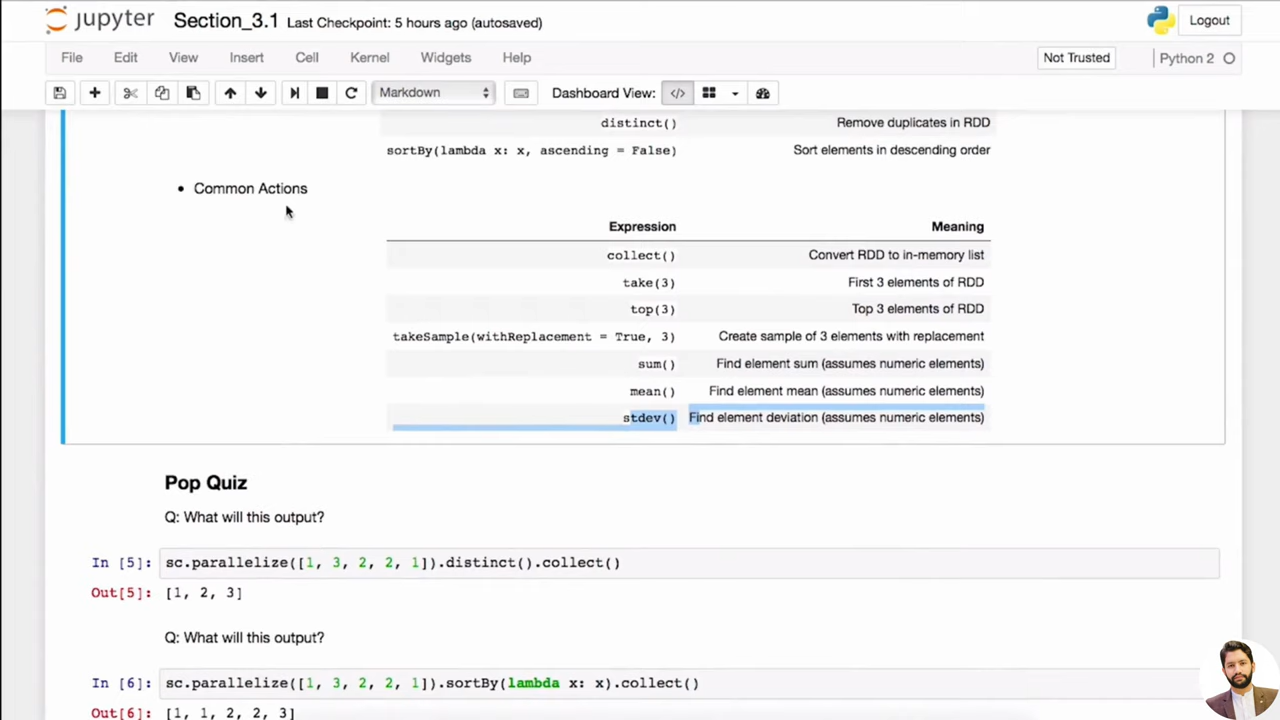 jupyter Section_3.1 Last Checkpoint: 5 hours ago (autosaved) Logout
File Edit View Insert Cell Kernel Widgets Help Not Trusted Python 2
Markdown Dashboard View:
distinct() Remove duplicates in RDD
sortBy(lambda x: x, ascending = False) Sort elements in descending order
• Common Actions
Expression Meaning
collect() Convert RDD to in-memory list
take(3) First 3 elements of RDD
top(3) Top 3 elements of RDD
takeSample(withReplacement = True, 3) Create sample of 3 elements with replacement
sum() Find element sum (assumes numeric elements)
mean() Find element mean (assumes numeric elements)
stdev() Find element deviation (assumes numeric elements)
Pop Quiz
Q: What will this output?
In [5]: sc.parallelize([1, 3, 2, 2, 1]).distinct().collect()
Out[5]: [1, 2, 3]
Q: What will this output?
In [6]: sc.parallelize([1, 3, 2, 2, 1]).sortBy(lambda x: x).collect()
Out[6]: [1, 1, 2, 2, 3]